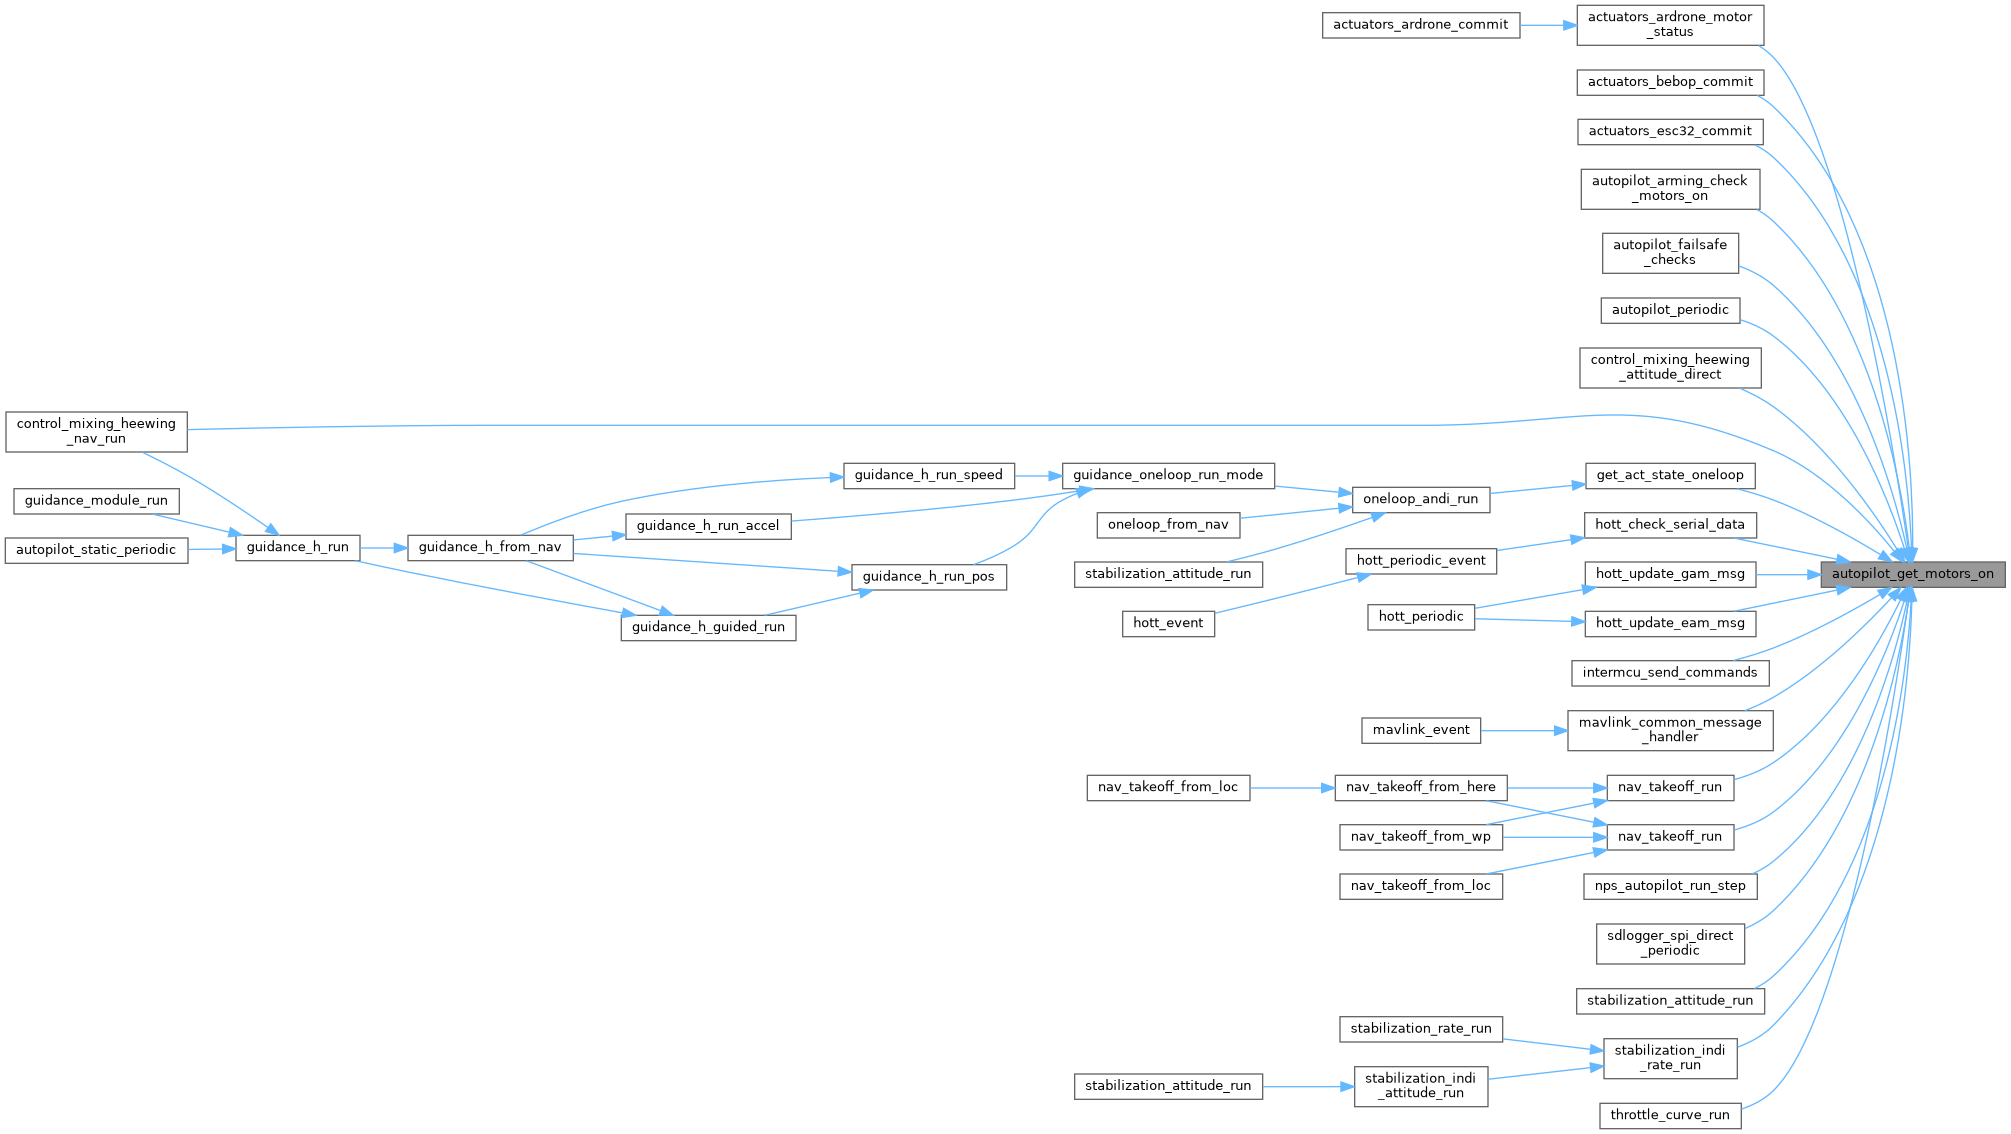 actuators_ardrone_commit
actuators_ardrone_motor
_status
actuators_bebop_commit
actuators_esc32_commit
autopilot_arming_check
_motors_on
autopilot_failsafe
_checks
autopilot_periodic
control_mixing_heewing
_attitude_direct
control_mixing_heewing
_nav_run
guidance_module_run
autopilot_static_periodic
guidance_h_run
guidance_h_from_nav
guidance_h_run_speed
guidance_h_run_accel
guidance_h_run_pos
guidance_h_guided_run
guidance_oneloop_run_mode
oneloop_from_nav
stabilization_attitude_run
oneloop_andi_run
get_act_state_oneloop
hott_check_serial_data
hott_periodic_event
hott_event
hott_update_gam_msg
hott_periodic
hott_update_eam_msg
autopilot_get_motors_on
intermcu_send_commands
mavlink_event
mavlink_common_message
_handler
nav_takeoff_from_loc
nav_takeoff_from_here
nav_takeoff_run
nav_takeoff_from_wp
nav_takeoff_run
nav_takeoff_from_loc
nps_autopilot_run_step
sdlogger_spi_direct
_periodic
stabilization_attitude_run
stabilization_rate_run
stabilization_indi
_rate_run
stabilization_attitude_run
stabilization_indi
_attitude_run
throttle_curve_run